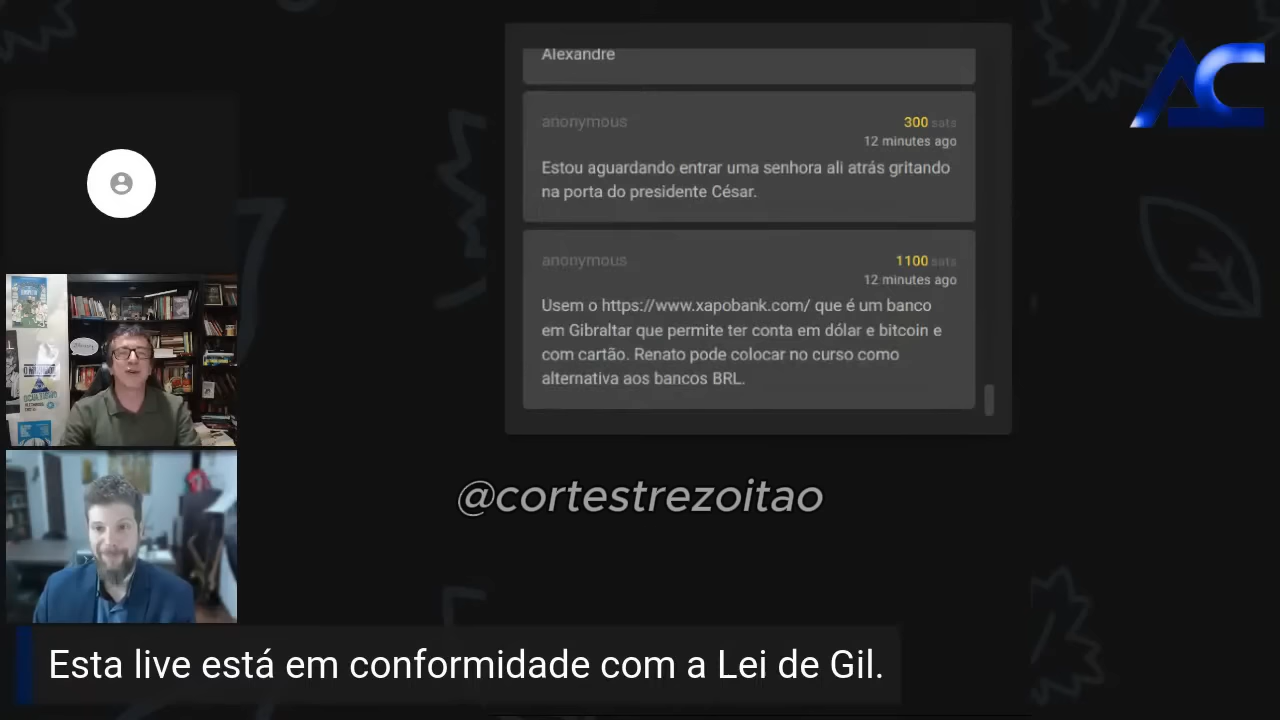 Alexandre
anonymous
300 sats
12 minutes ago
Estou aguardando entrar uma senhora ali atrás gritando
na porta do presidente César.
anonymous
1100 sats
12 minutes ago
Usem o https://www.xapobank.com/ que é um banco
em Gibraltar que permite ter conta em dólar e bitcoin e
com cartão. Renato pode colocar no curso como
alternativa aos bancos BRL.
AC
@cortestrezoitao
Esta live está em conformidade com a Lei de Gil.